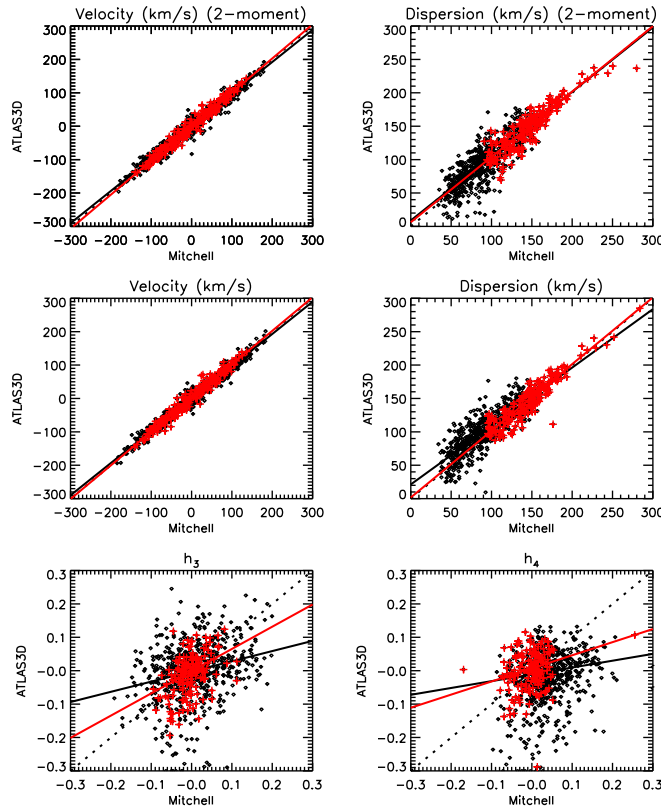 Velocity (km/s) (2-moment)
300
200
100
0
-100
-200
-300
ATLAS3D
-300 -200 -100 0 100 200 300
Mitchell
Dispersion (km/s) (2-moment)
300
250
200
150
100
50
0
ATLAS3D
0 50 100 150 200 250 300
Mitchell
Velocity (km/s)
300
200
100
0
-100
-200
-300
ATLAS3D
-300 -200 -100 0 100 200 300
Mitchell
Dispersion (km/s)
300
250
200
150
100
50
0
ATLAS3D
0 50 100 150 200 250 300
Mitchell
h3
0.3
0.2
0.1
-0.0
-0.1
-0.2
-0.3
ATLAS3D
-0.3 -0.2 -0.1 -0.0 0.1 0.2 0.3
Mitchell
h4
0.3
0.2
0.1
-0.0
-0.1
-0.2
-0.3
ATLAS3D
-0.3 -0.2 -0.1 -0.0 0.1 0.2 0.3
Mitchell